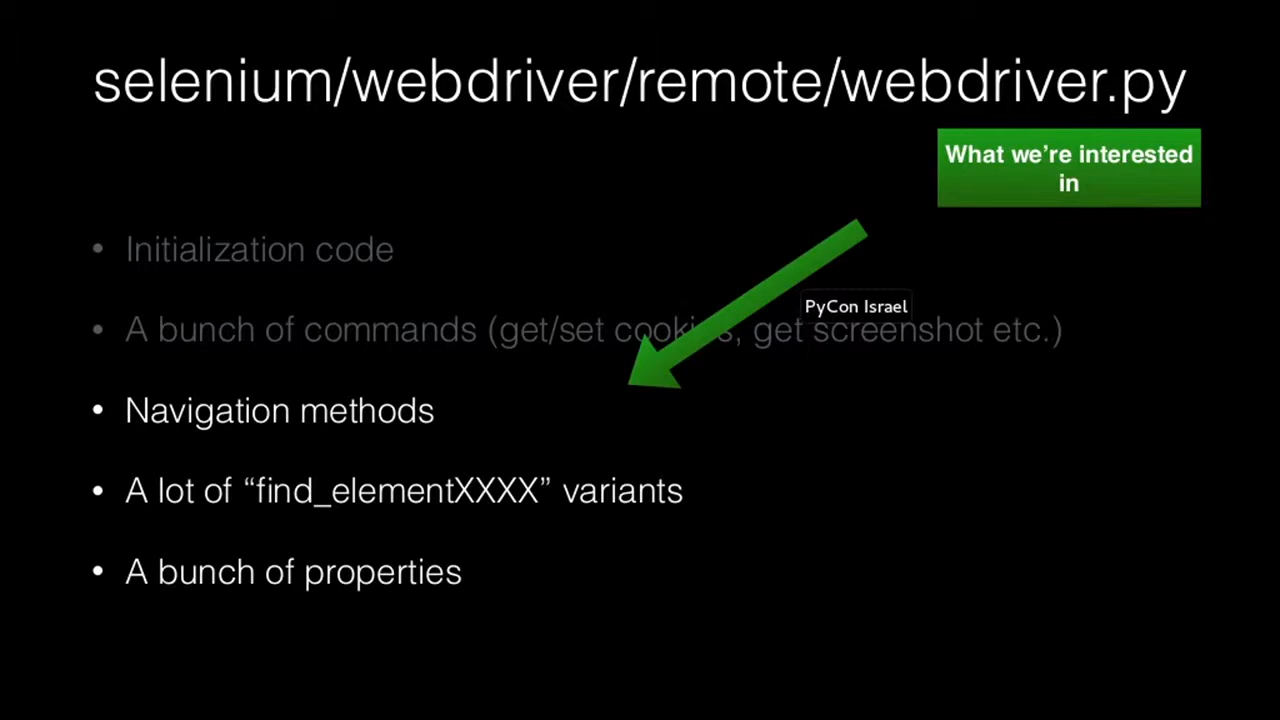 selenium/webdriver/remote/webdriver.py
What we’re interested
in
• Initialization code
PyCon Israel
• A bunch of commands (get/set cookies, get screenshot etc.)
• Navigation methods
• A lot of “find_elementXXXX” variants
• A bunch of properties